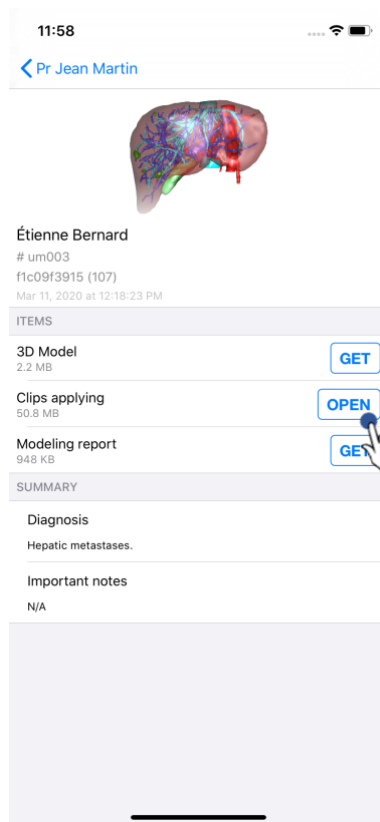 11:58
Pr Jean Martin
Étienne Bernard
# um003
f1c09f3915 (107)
Mar 11, 2020 at 12:18:23 PM
ITEMS
3D Model
2.2 MB
GET
Clips applying
50.8 MB
OPEN
Modeling report
948 KB
GET
SUMMARY
Diagnosis
Hepatic metastases.
Important notes
N/A